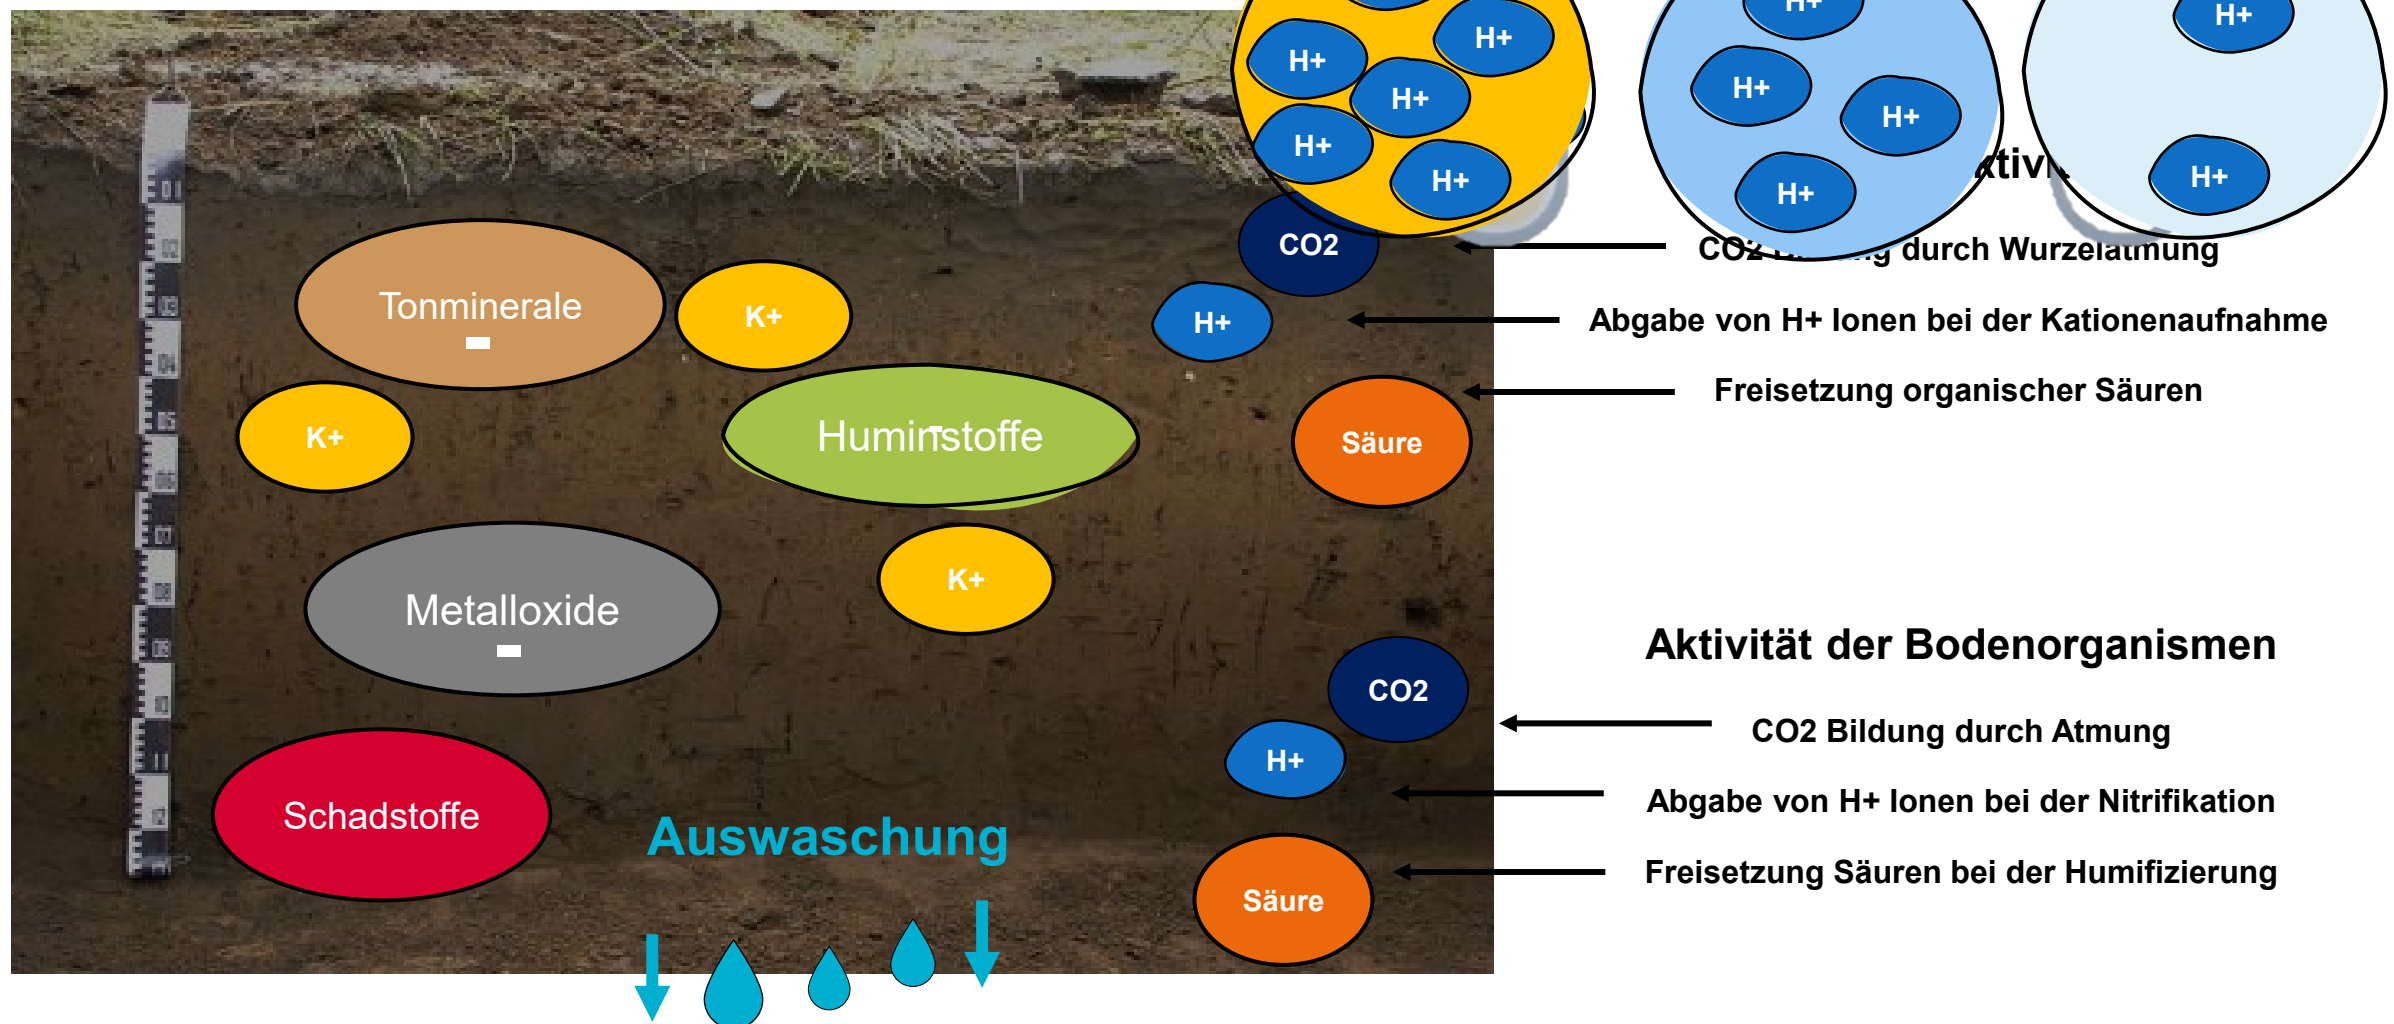 H+
H+
H+
H+
H+
H+
H+
H+
H+
H+
H+
H+
CO2
CO2 durch Wurzelatmung
Tonminerale
K+
H+
Abgabe von H+ Ionen bei der Kationenaufnahme
Freisetzung organischer Säuren
K+
Huminstoffe
Säure
K+
Metalloxide
Aktivität der Bodenorganismen
CO2
CO2 Bildung durch Atmung
H+
Abgabe von H+ Ionen bei der Nitrifikation
Schadstoffe
Auswaschung
Freisetzung Säuren bei der Humifizierung
Säure